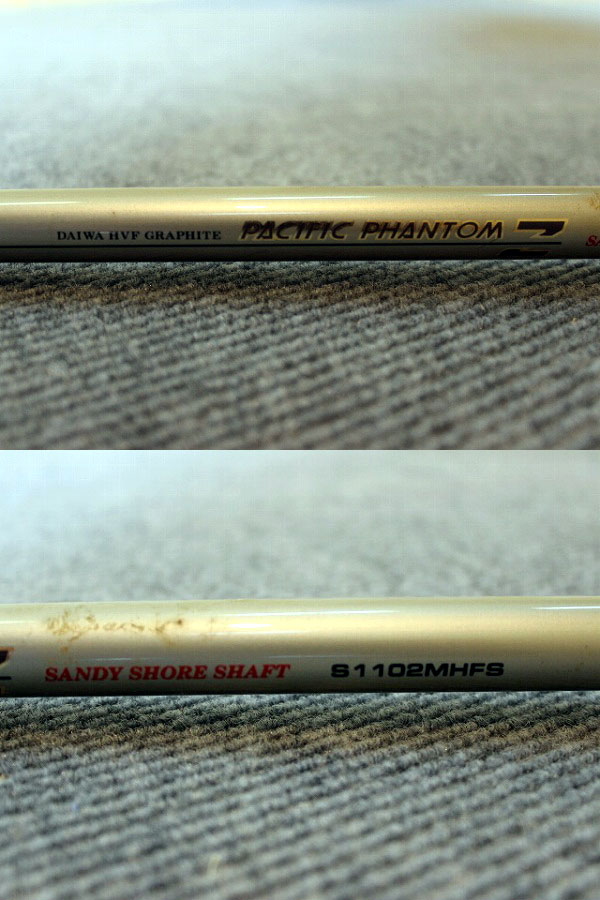 DAIWA HVF GRAPHITE PACIFIC PHANTOM
SANDY SHORE SHAFT S1102MHFS